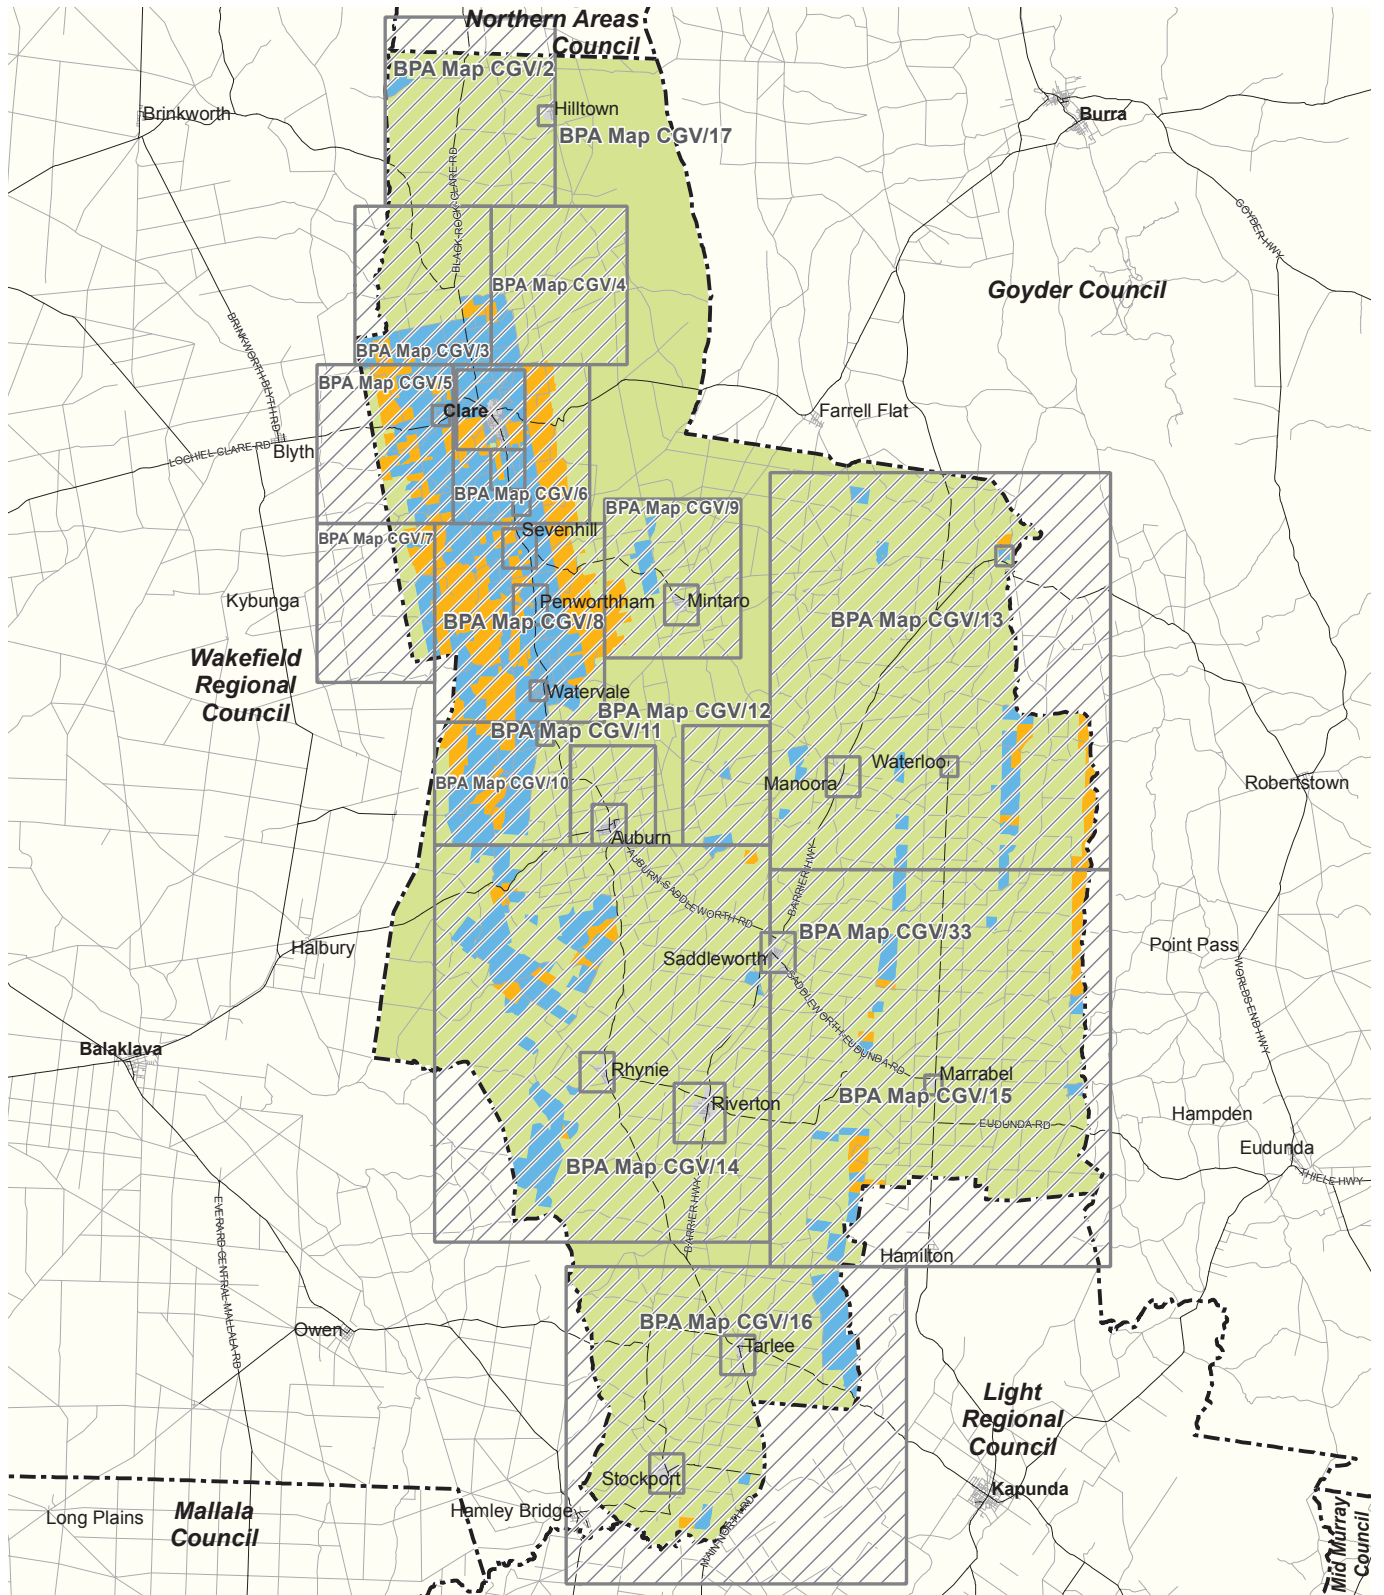 Northern Areas
Council
BPA Map CGV/2
Brinkworth
Hilltown
Burra
BPA Map CGV/17
BLACK-ROCK-CLARE-RD
GOYDER HWY
BPA Map CGV/4
Goyder Council
BRINKWORTH-BLYTH-RD
BPA Map CGV/3
BPA Map CGV/5
Clare
Farrell Flat
LOCHIEL-CLARE RD
Blyth
BPA Map CGV/6
BPA Map CGV/9
Sevenhill
BPA Map CGV/7
Kybunga
Penworthham
Mintaro
BPA Map CGV/8
BPA Map CGV/13
Wakefield
Regional
Council
Watervale
BPA Map CGV/12
BPA Map CGV/11
Waterloo
BPA Map CGV/10
Manoora
Robertstown
Auburn
AUBURN-SADDLEWORTH RD
BARRIER HWY
BPA Map CGV/33
Halbury
Saddleworth
Point Pass
SADDLEWORTH-EUDUNDA-RD
WORLDS END HWY
Balaklava
Rhynie
Marrabel
BPA Map CGV/15
Riverton
Hampden
EUDUNDA RD
Eudunda
BPA Map CGV/14
THIELE HWY
BARRIER HWY
EVERARD-CENTRAL-MALLALA RD
Hamilton
Owen
BPA Map CGV/16
Tarlee
Light
Regional
Council
Stockport
Kapunda
Long Plains
Mallala
Council
Hamley Bridge
MAIN-NORTH-RD
Mid Murray
Council